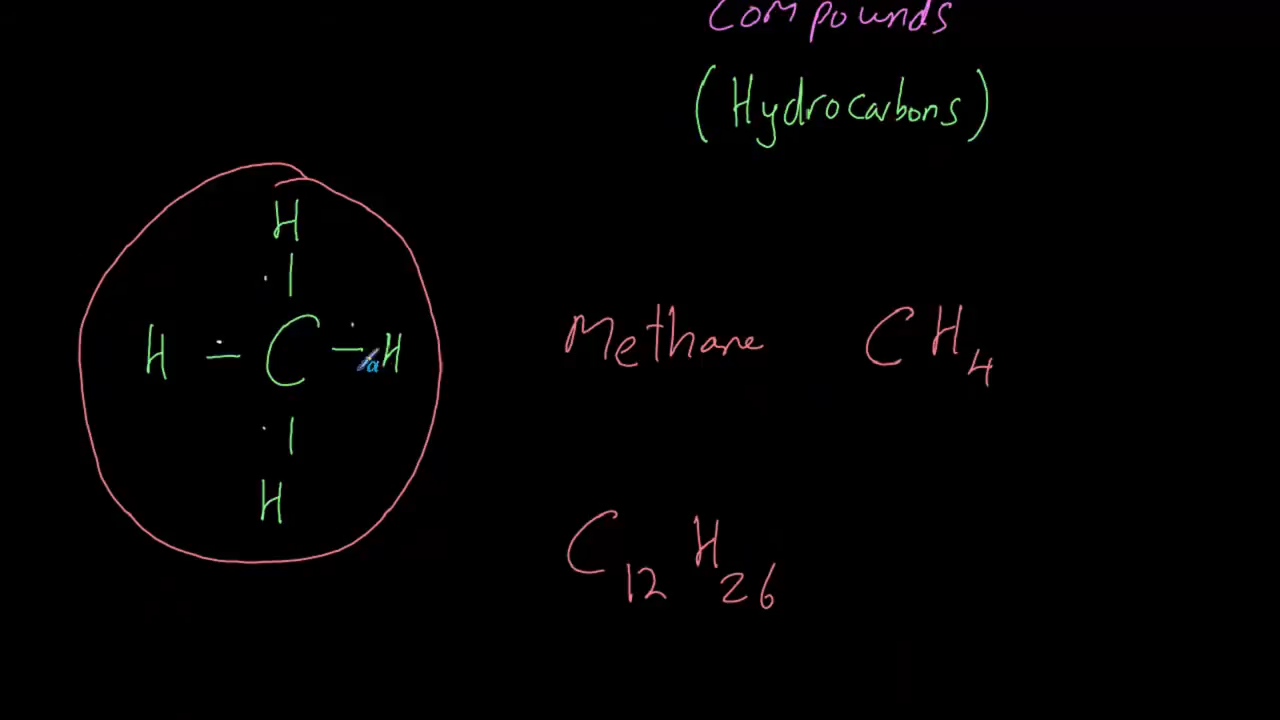 Compounds
(Hydrocarbons)
H
H C H
H
Methane CH4
C12H26